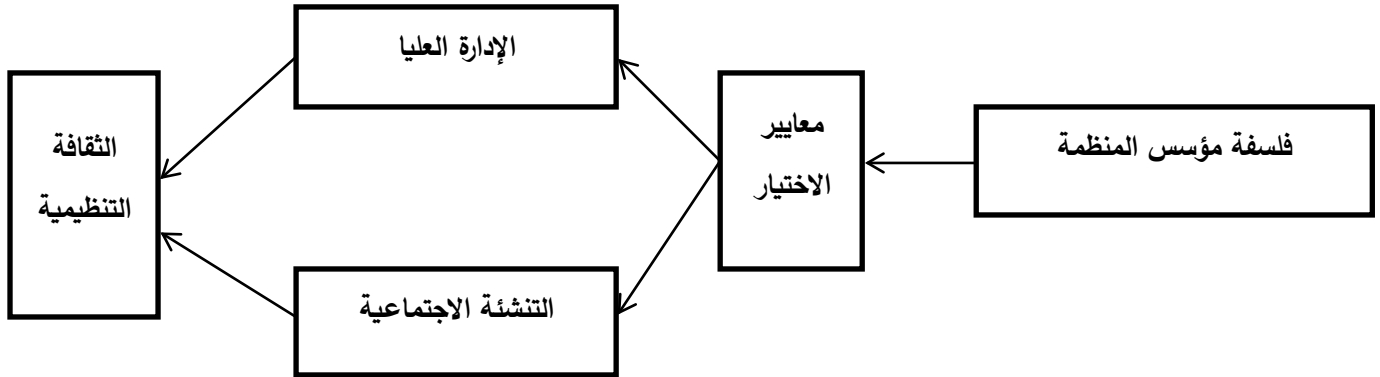 فلسفة مؤسس المنظمة
معايير
الاختيار
الإدارة العليا
التنشئة الاجتماعية
الثقافة
التنظيمية